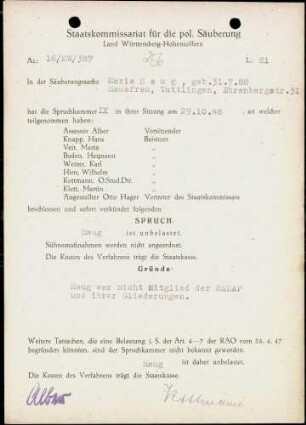 Staatskommissariat für die pol. Säuberung
Land Württemberg-Hohenzollern
Az: 16/XX/387
L. 81
In der Säuberungssache Maria Haug, geb. 31.7.88
Hausfrau, Tuttlingen, Ehrenbergstr. 31
hat die Spruchkammer IX in ihrer Sitzung am 29.10.48, an welcher
teilgenommen haben:
Assessor Alber Vorsitzender
Knapp, Hans Beisitzer
Veit, Maria "
Boden, Hermann "
Weizer, Karl "
Hirn, Wilhelm "
Kottmann, O.Stud.Dir. "
Klett, Martin "
Angestellter Otto Hager Vertreter des Staatskommissars
beschlossen und sofort verkündet folgenden
SPRUCH
Haug ist unbelastet.
Sühnemaßnahmen werden nicht angeordnet.
Die Kosten des Verfahrens trägt die Staatskasse.
Gründe:
Haug war nicht Mitglied der NSDAP
und ihrer Gliederungen.
Weitere Tatsachen, die eine Belastung i. S. der Art. 4—7 der RAO vom 25. 4. 47
begründen könnten, sind der Spruchkammer nicht bekannt geworden.
Haug ist daher unbelastet.
Die Kosten des Verfahrens trägt die Staatskasse.
Alber Kottmann